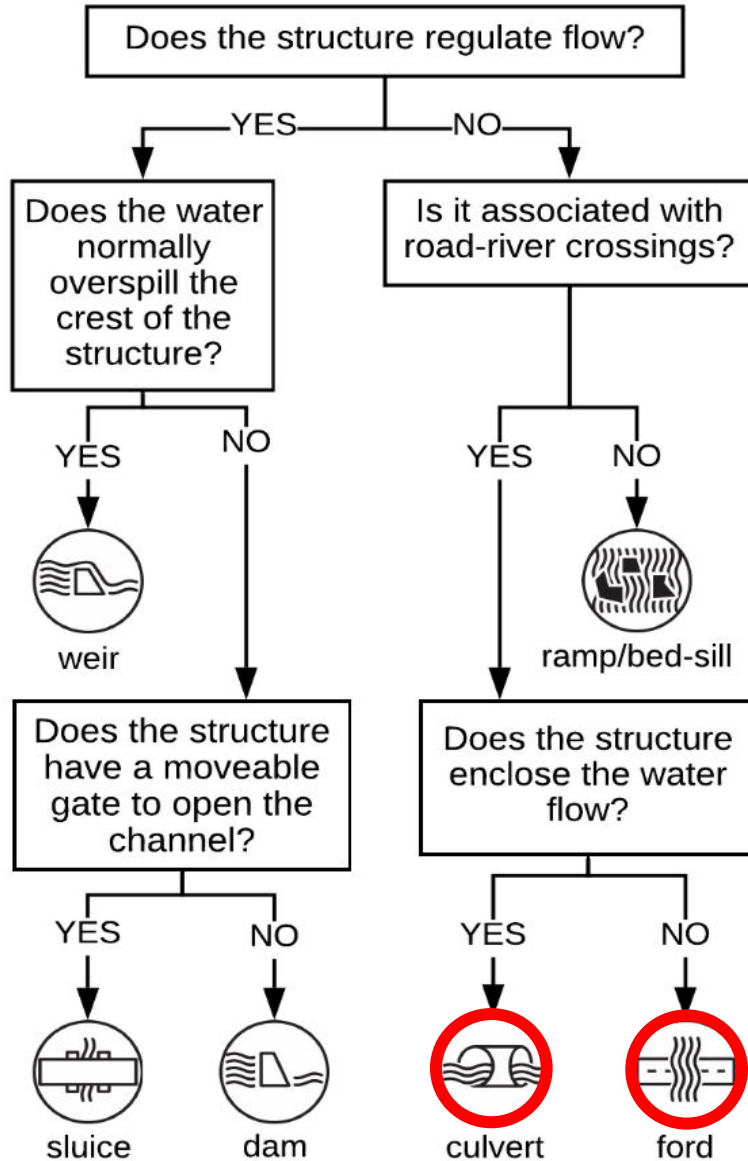 Does the structure regulate flow?
YES
NO
Does the water
normally
overspill the
crest of the
structure?
Is it associated with
road-river crossings?
YES
NO
YES
NO
weir
ramp/bed-sill
Does the structure
have a moveable
gate to open the
channel?
Does the structure
enclose the water
flow?
YES
NO
YES
NO
sluice
dam
culvert
ford